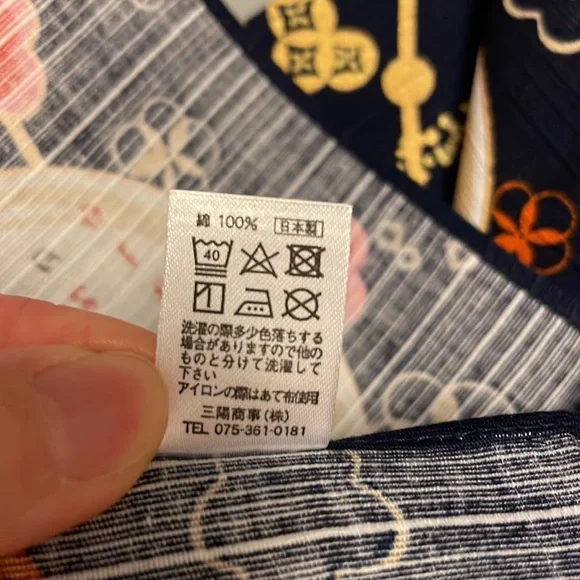 綿 100% 日本製
40
洗濯の際多少色落ちする
場合がありますので他の
ものと分けて洗濯して
下さい
アイロンの際はあて布使用
三陽商事(株)
TEL 075-361-0181